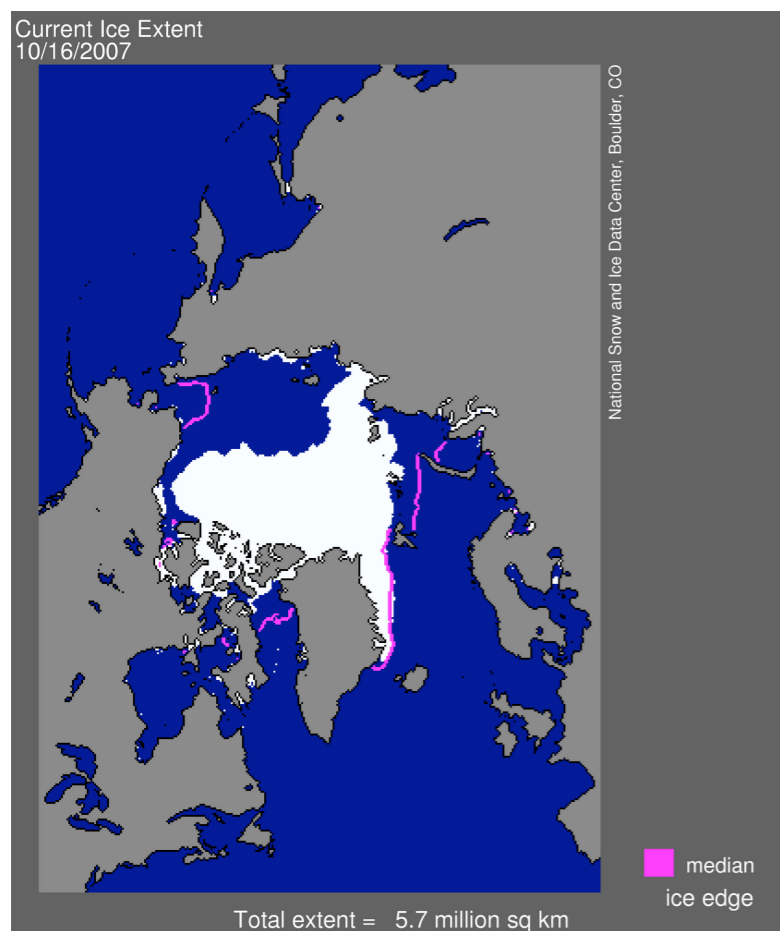 Current Ice Extent
10/16/2007
National Snow and Ice Data Center, Boulder, CO
median
ice edge
Total extent = 5.7 million sq km